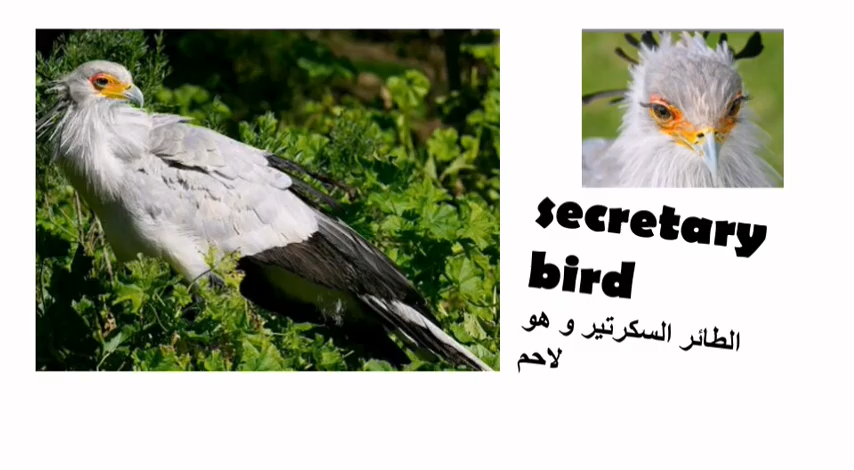 secretary
bird
الطائر السكرتير و هو
لاحم